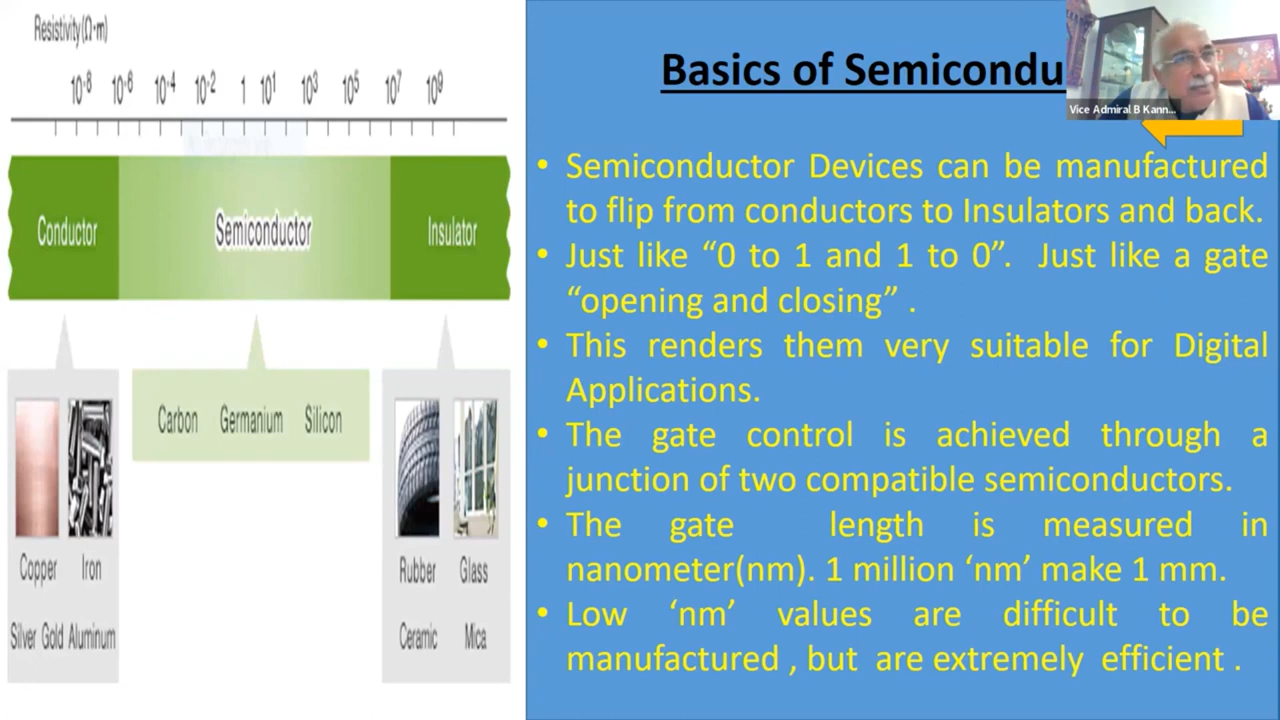 Resistivity(Ω·m)
10⁻⁸ 10⁻⁶ 10⁻⁴ 10⁻² 1 10¹ 10³ 10⁵ 10⁷ 10⁹
Conductor
Semiconductor
Insulator
Carbon Germanium Silicon
Copper Iron
Silver Gold Aluminum
Rubber Glass
Ceramic Mica
Basics of Semicondu
Vice Admiral B Kann...
• Semiconductor Devices can be manufactured
to flip from conductors to Insulators and back.
• Just like “0 to 1 and 1 to 0”. Just like a gate
“opening and closing” .
• This renders them very suitable for Digital
Applications.
• The gate control is achieved through a
junction of two compatible semiconductors.
• The gate length is measured in
nanometer(nm). 1 million ‘nm’ make 1 mm.
• Low ‘nm’ values are difficult to be
manufactured , but are extremely efficient .